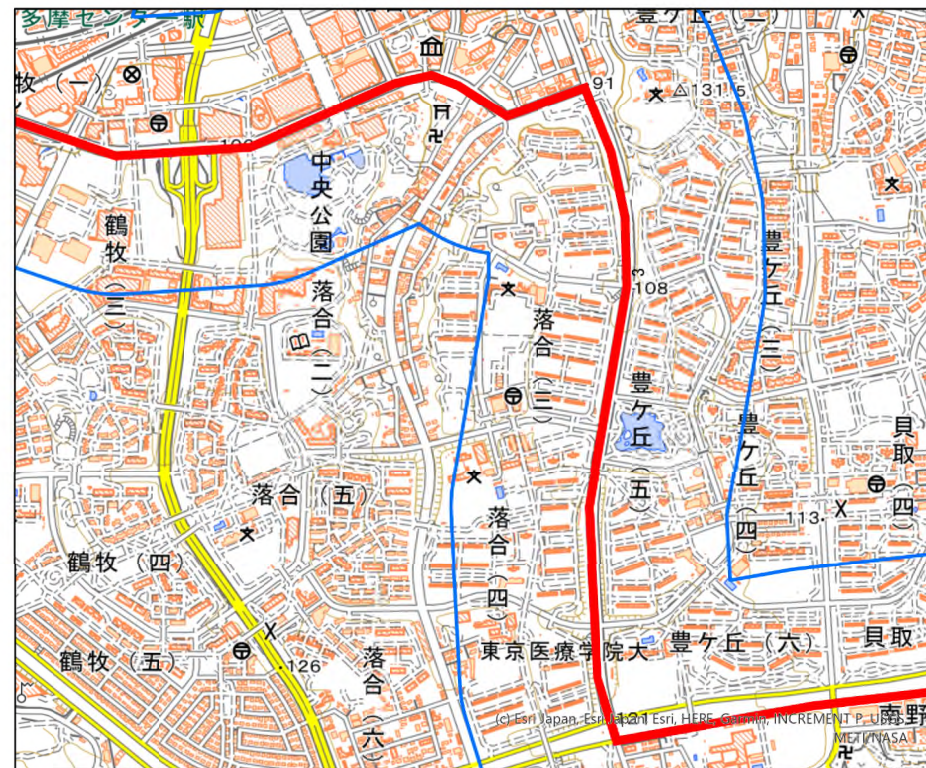 多摩センター駅
豊ケ丘（二）
牧（一）
91
131.5
中央公園
鶴牧（三）
豊ケ丘（三）
3
108
落合（二）
落合（三）
豊ケ丘（五）
豊ケ丘（四）
貝取（四）
落合（五）
113
落合（四）
鶴牧（四）
東京医療学院大
豊ケ丘（六）
貝取
鶴牧（五）
126
落合（六）
121
南野
(c) Esri Japan, Esri Japan, Esri, HERE, Garmin, INCREMENT P, USGS,
METI/NASA